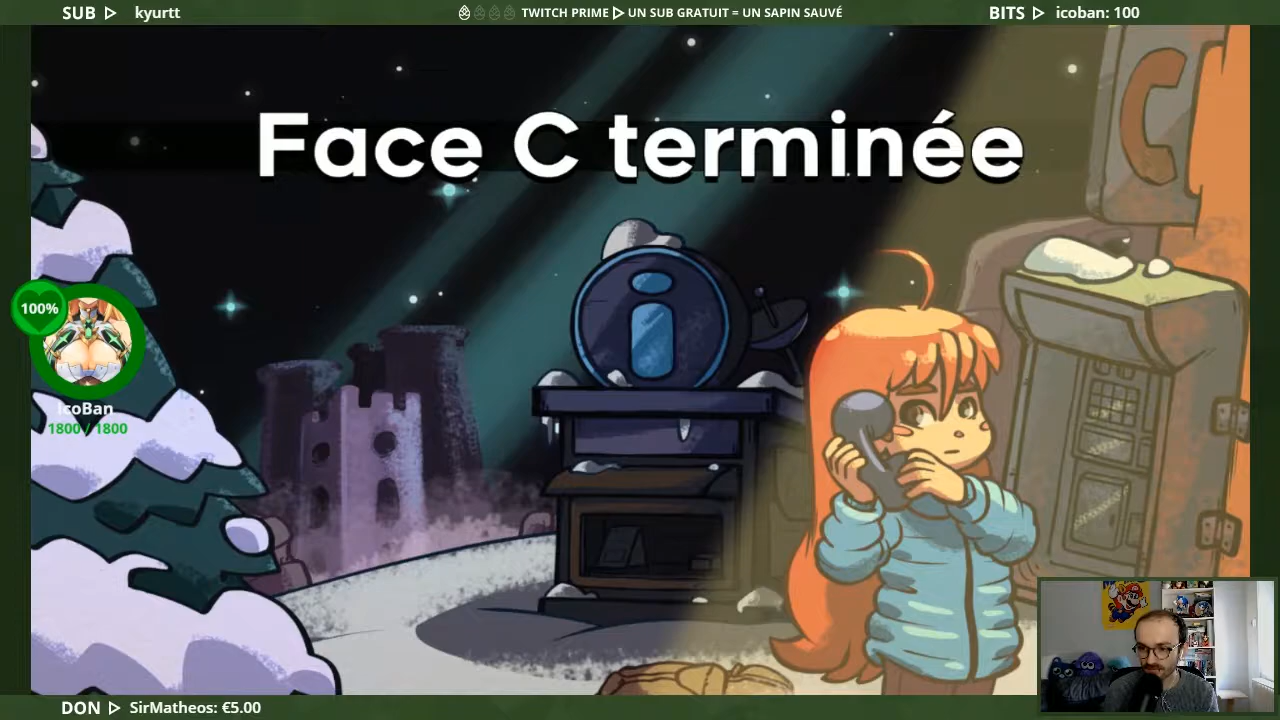 SUB ▷ kyurtt
TWITCH PRIME ▷ UN SUB GRATUIT = UN SAPIN SAUVÉ
BITS ▷ icoban: 100
Face C terminée
C
i
100%
IcoBan
1800 / 1800
DON ▷ SirMatheos: €5.00